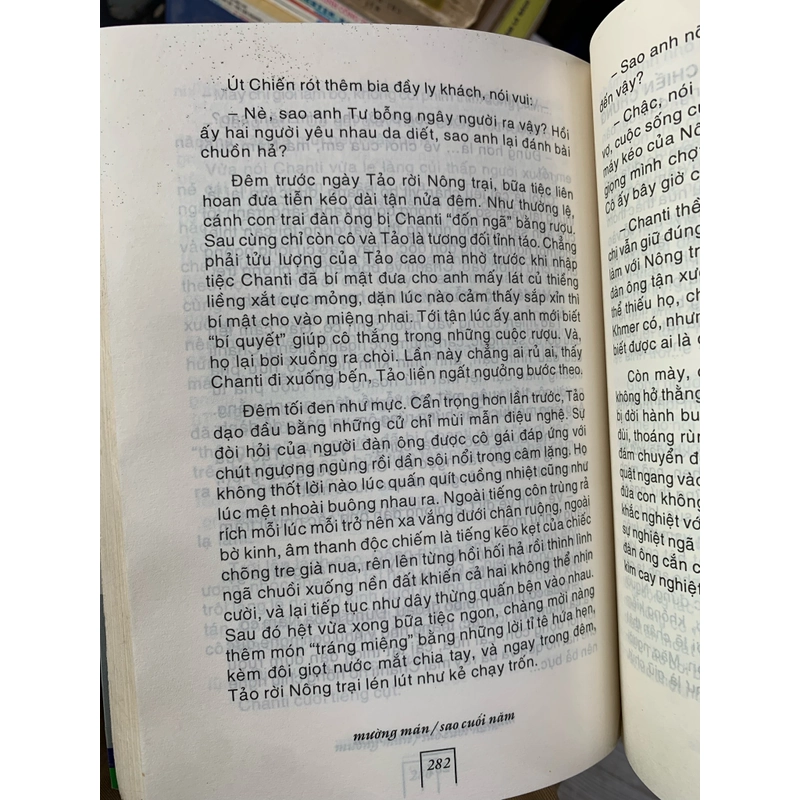 Út Chiến rót thêm bia đầy ly khách, nói vui:
– Nè, sao anh Tư bỗng ngây người ra vậy? Hồi
ấy hai người yêu nhau da diết, sao anh lại đánh bài
chuồn hả?
Đêm trước ngày Tảo rời Nông trại, bữa tiệc liên
hoan đưa tiễn kéo dài tận nửa đêm. Như thường lệ,
cánh con trai đàn ông bị Chanti “đốn ngã” bằng rượu.
Sau cùng chỉ còn cô và Tảo là tương đối tỉnh táo. Chẳng
phải tửu lượng của Tảo cao mà nhờ trước khi nhập
tiệc Chanti đã bí mật đưa cho anh mấy lát củ thiềng
liềng xắt cực mỏng, dặn lúc nào cảm thấy sắp xỉn thì
bí mật cho vào miệng nhai. Tới tận lúc ấy anh mới biết
“bí quyết” giúp cô thắng trong những cuộc rượu. Và,
họ lại bơi xuồng ra chòi. Lần này chẳng ai rủ ai, thấy
Chanti đi xuống bến, Tảo liền ngất ngưởng bước theo.
Đêm tối đen như mực. Cẩn trọng hơn lần trước, Tảo
dạo đầu bằng những cử chỉ mùi mẫn điệu nghệ. Sự
đòi hỏi của người đàn ông được cô gái đáp ứng với
chút ngượng ngùng rồi dần sôi nổi trong câm lặng. Họ
không thốt lời nào lúc quấn quít cuồng nhiệt cũng như
lúc mệt nhoài buông nhau ra. Ngoài tiếng côn trùng rả
rích mỗi lúc mỗi trở nên xa vắng dưới chân ruộng, ngoài
bờ kinh, âm thanh độc chiếm là tiếng kẽo kẹt của chiếc
chõng tre già nua, rên lên từng hồi hối hả rồi thình lình
ngã chuồi xuống nền đất khiến cả hai không thể nhịn
cười, và lại tiếp tục như dây thừng quấn bện vào nhau.
Sau đó hệt vừa xong bữa tiệc ngon, chàng mời nàng
thêm món “tráng miệng” bằng những lời tỉ tê hứa hẹn,
kèm đôi giọt nước mắt chia tay, và ngay trong đêm,
Tảo rời Nông trại lén lút như kẻ chạy trốn.
mường mán / sao cuối năm
282
– Sao anh nỡ
đến vậy?
– Chậc, nói
vợ, cuộc sống
máy kéo của Nông
giọng mình chợ
Cô ấy bây giờ c
– Chanti thể
chị vẫn giữ đúng
làm với Nông tr
đàn ông tận xươ
thể thiếu họ, ch
Khmer có, như
biết được ai là c
Còn mày,
không hở thằng
bị dời hành bu
đùi, thoáng rùn
đám chuyển đ
quật ngang vào
đứa con không
khắc nghiệt vớ
sự nghiệt ngã
đàn ông cắn c
kim cay nghiệt